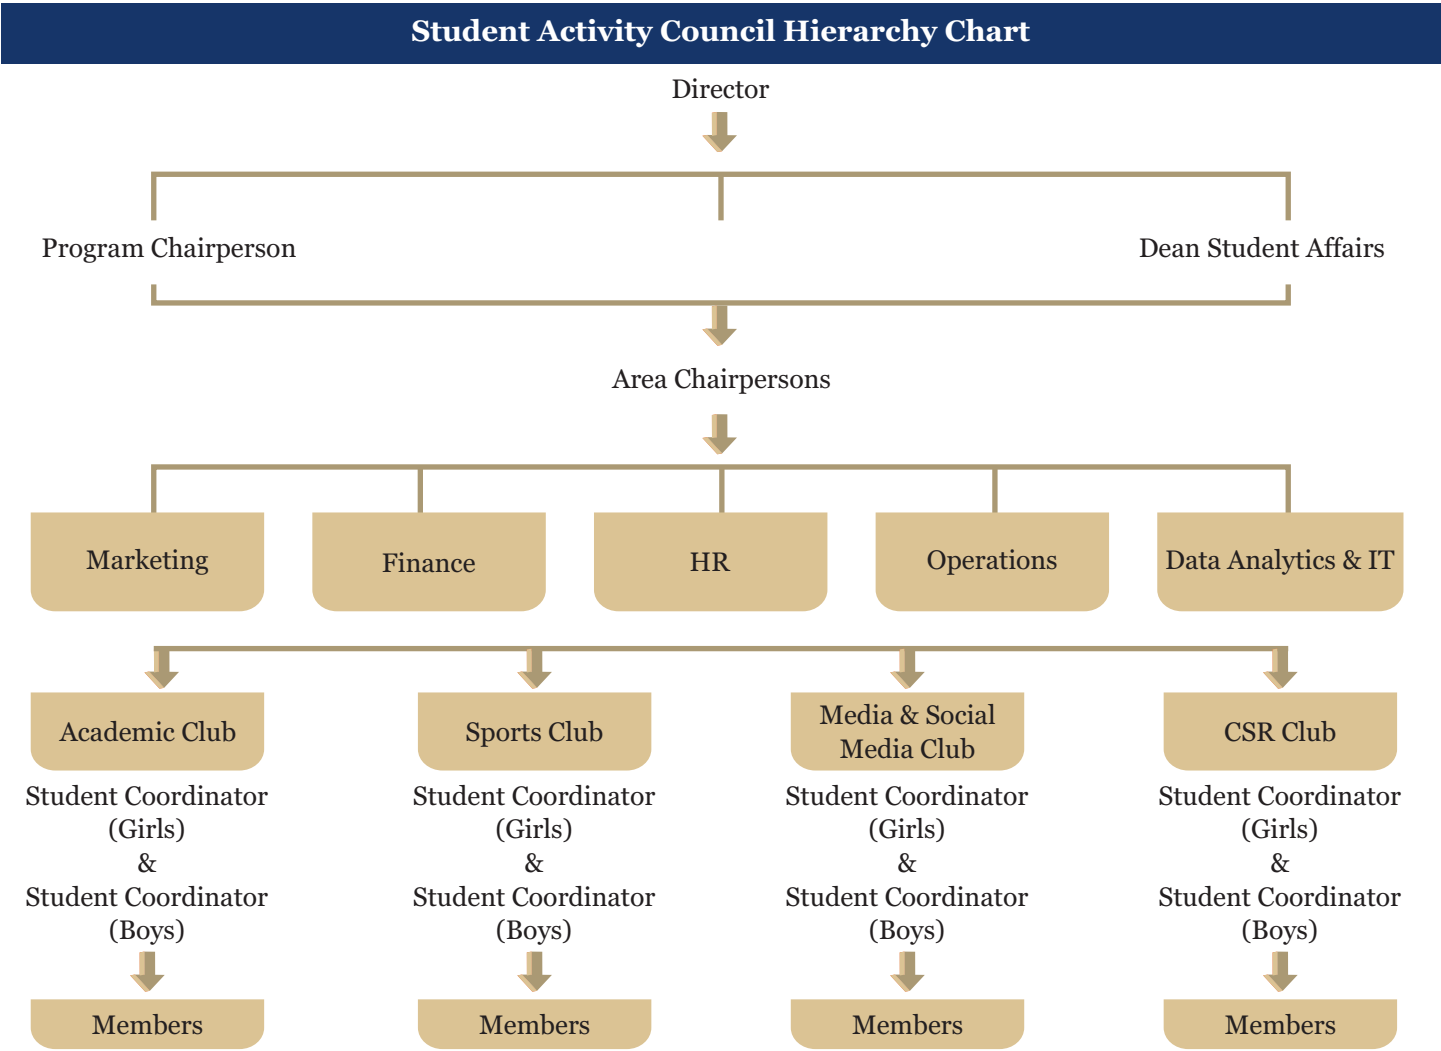 Student Activity Council Hierarchy Chart
Director
Program Chairperson
Dean Student Affairs
Area Chairpersons
Marketing
Finance
HR
Operations
Data Analytics & IT
Academic Club
Student Coordinator
(Girls)
&
Student Coordinator
(Boys)
Members
Sports Club
Student Coordinator
(Girls)
&
Student Coordinator
(Boys)
Members
Media & Social
Media Club
Student Coordinator
(Girls)
&
Student Coordinator
(Boys)
Members
CSR Club
Student Coordinator
(Girls)
&
Student Coordinator
(Boys)
Members